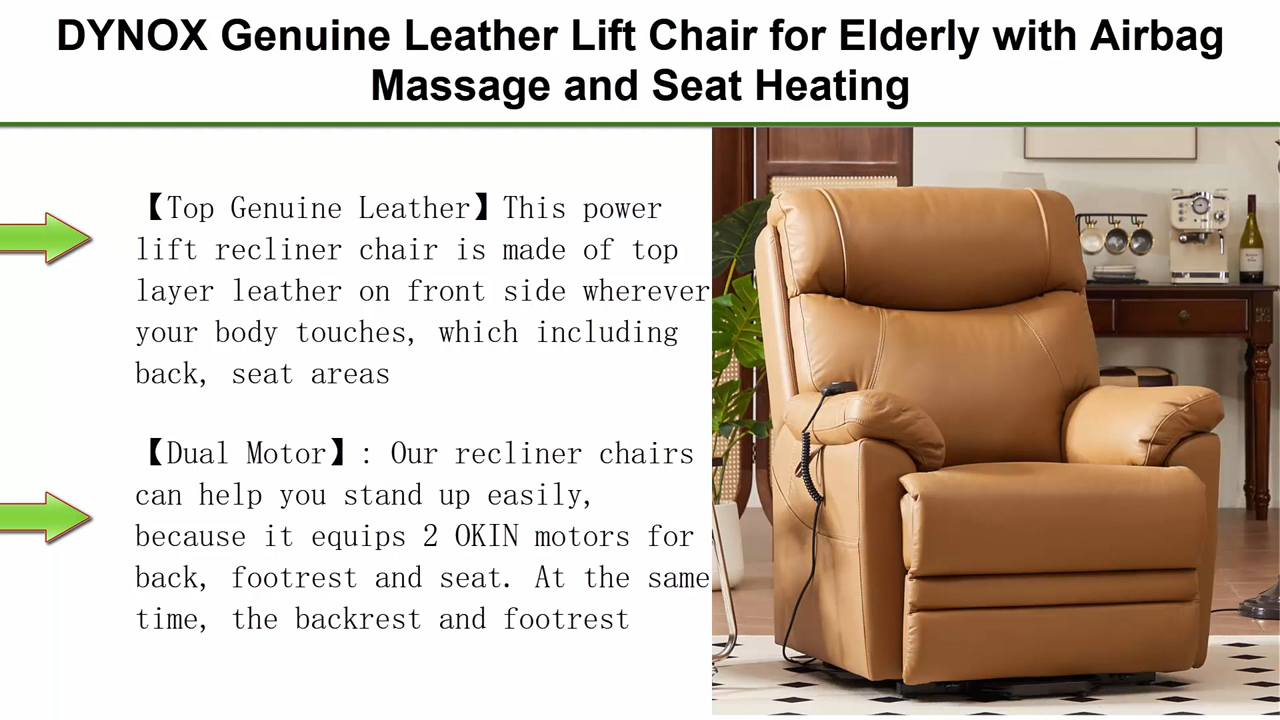 DYNOX Genuine Leather Lift Chair for Elderly with Airbag
Massage and Seat Heating
【Top Genuine Leather】This power
lift recliner chair is made of top
layer leather on front side wherever
your body touches, which including
back, seat areas
【Dual Motor】: Our recliner chairs
can help you stand up easily,
because it equips 2 OKIN motors for
back, footrest and seat. At the same
time, the backrest and footrest